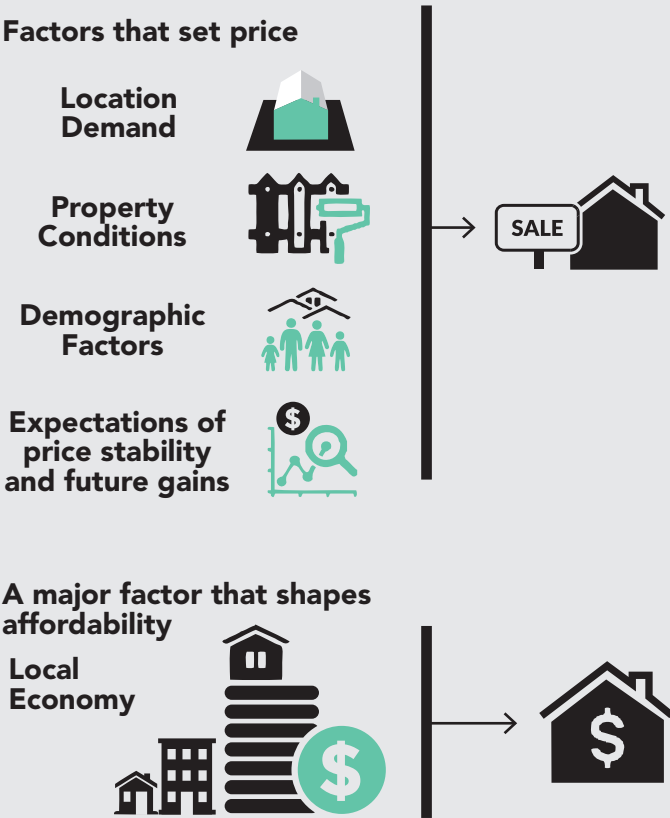 Factors that set price
Location
Demand
Property
Conditions
SALE
Demographic
Factors
Expectations of
price stability
and future gains
$
A major factor that shapes
affordability
Local
Economy
$
$